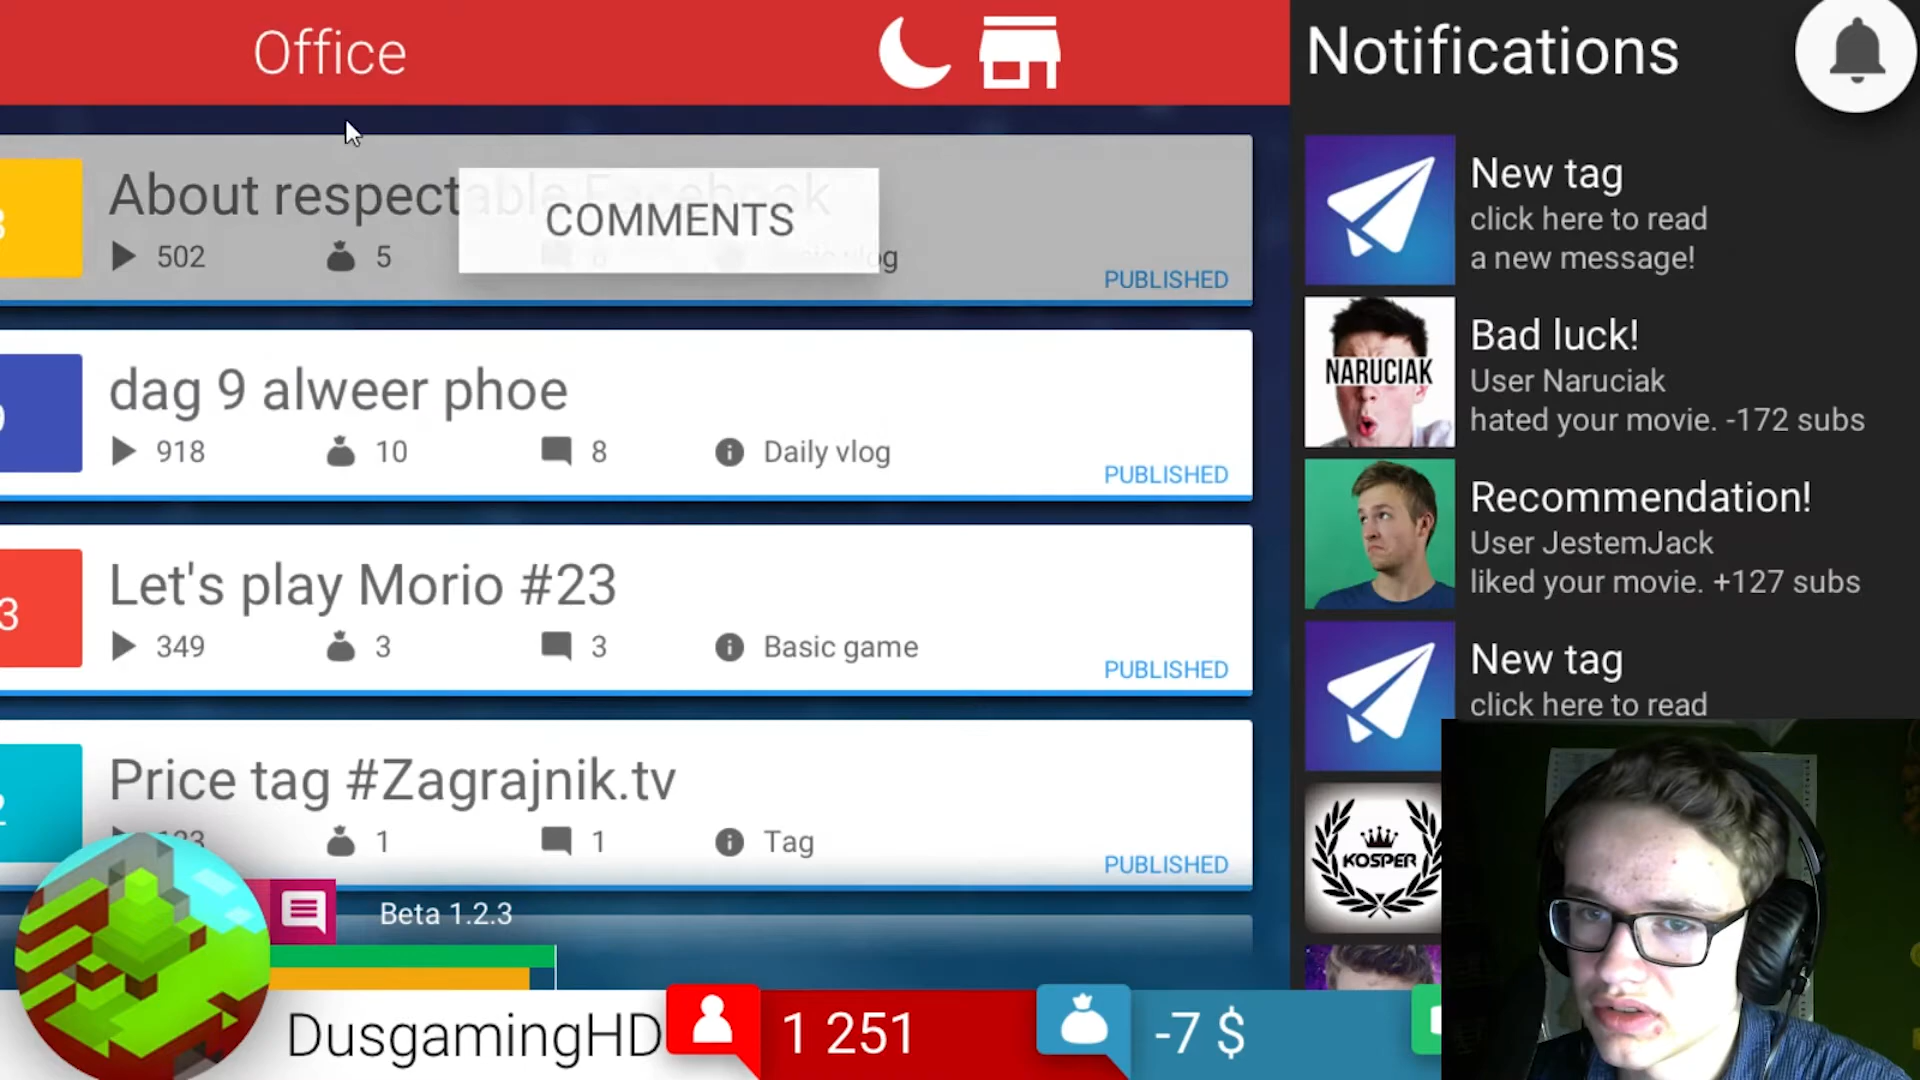 Office
Notifications
About respectable Facebook
COMMENTS
502
5
PUBLISHED
dag 9 alweer phoe
918
10
8
Daily vlog
PUBLISHED
Let's play Morio #23
349
3
3
Basic game
PUBLISHED
Price tag #Zagrajnik.tv
1
1
Tag
PUBLISHED
Beta 1.2.3
DusgamingHD
1 251
-7 $
New tag
click here to read
a new message!
NARUCIAK
Bad luck!
User Naruciak
hated your movie. -172 subs
Recommendation!
User JestemJack
liked your movie. +127 subs
New tag
click here to read
KOSPER